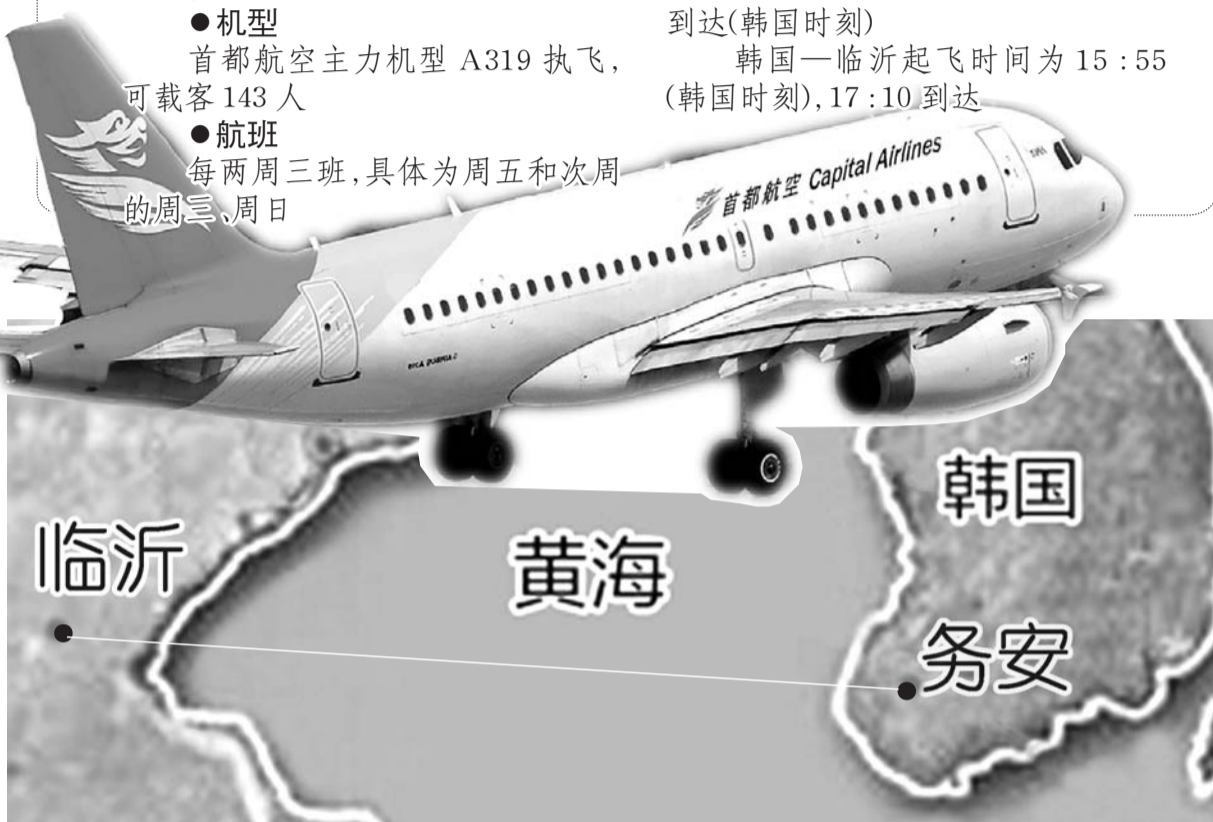 ●机型
首都航空主力机型 A319 执飞，
可载客 143 人
●航班
每两周三班，具体为周五和次周
的周三、周日
到达(韩国时刻)
韩国—临沂起飞时间为 15:55
(韩国时刻)，17:10 到达
首都航空 Capital Airlines
韩国
临沂
黄海
务安